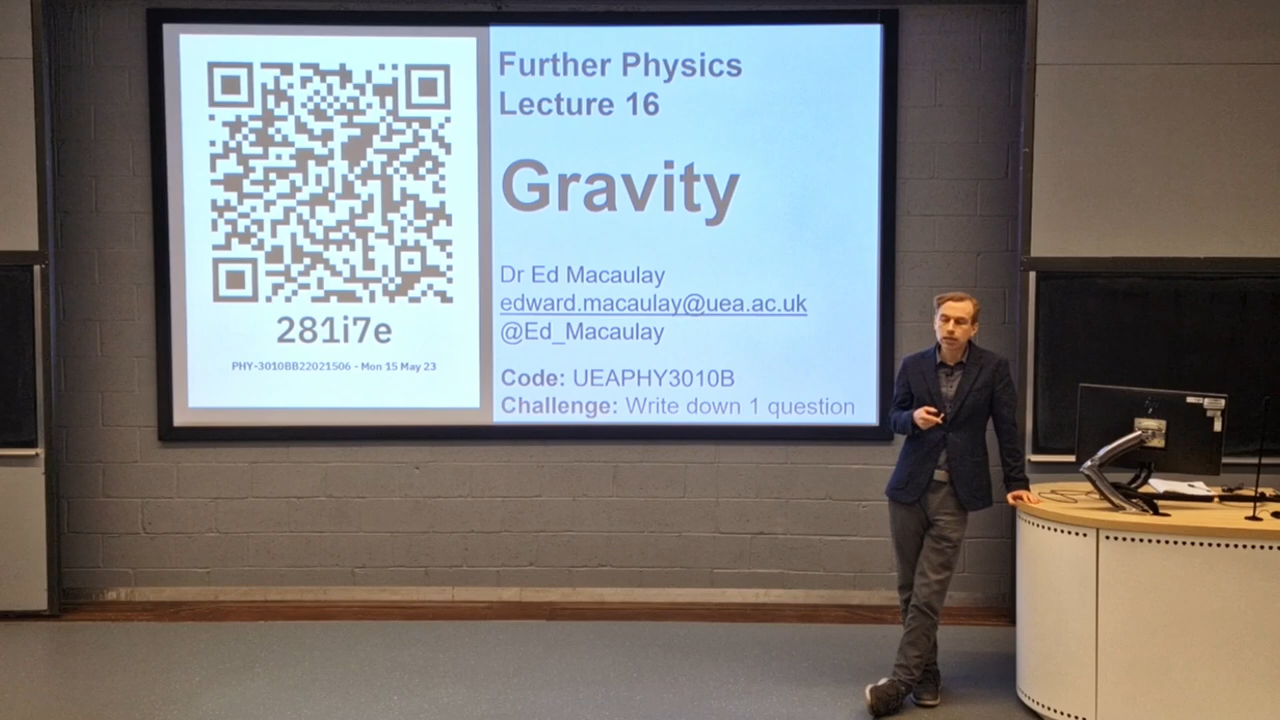 Further Physics
Lecture 16
Gravity
Dr Ed Macaulay
edward.macaulay@uea.ac.uk
@Ed_Macaulay
Code: UEAPHY3010B
Challenge: Write down 1 question
281i7e
PHY-3010BB22021506 - Mon 15 May 23